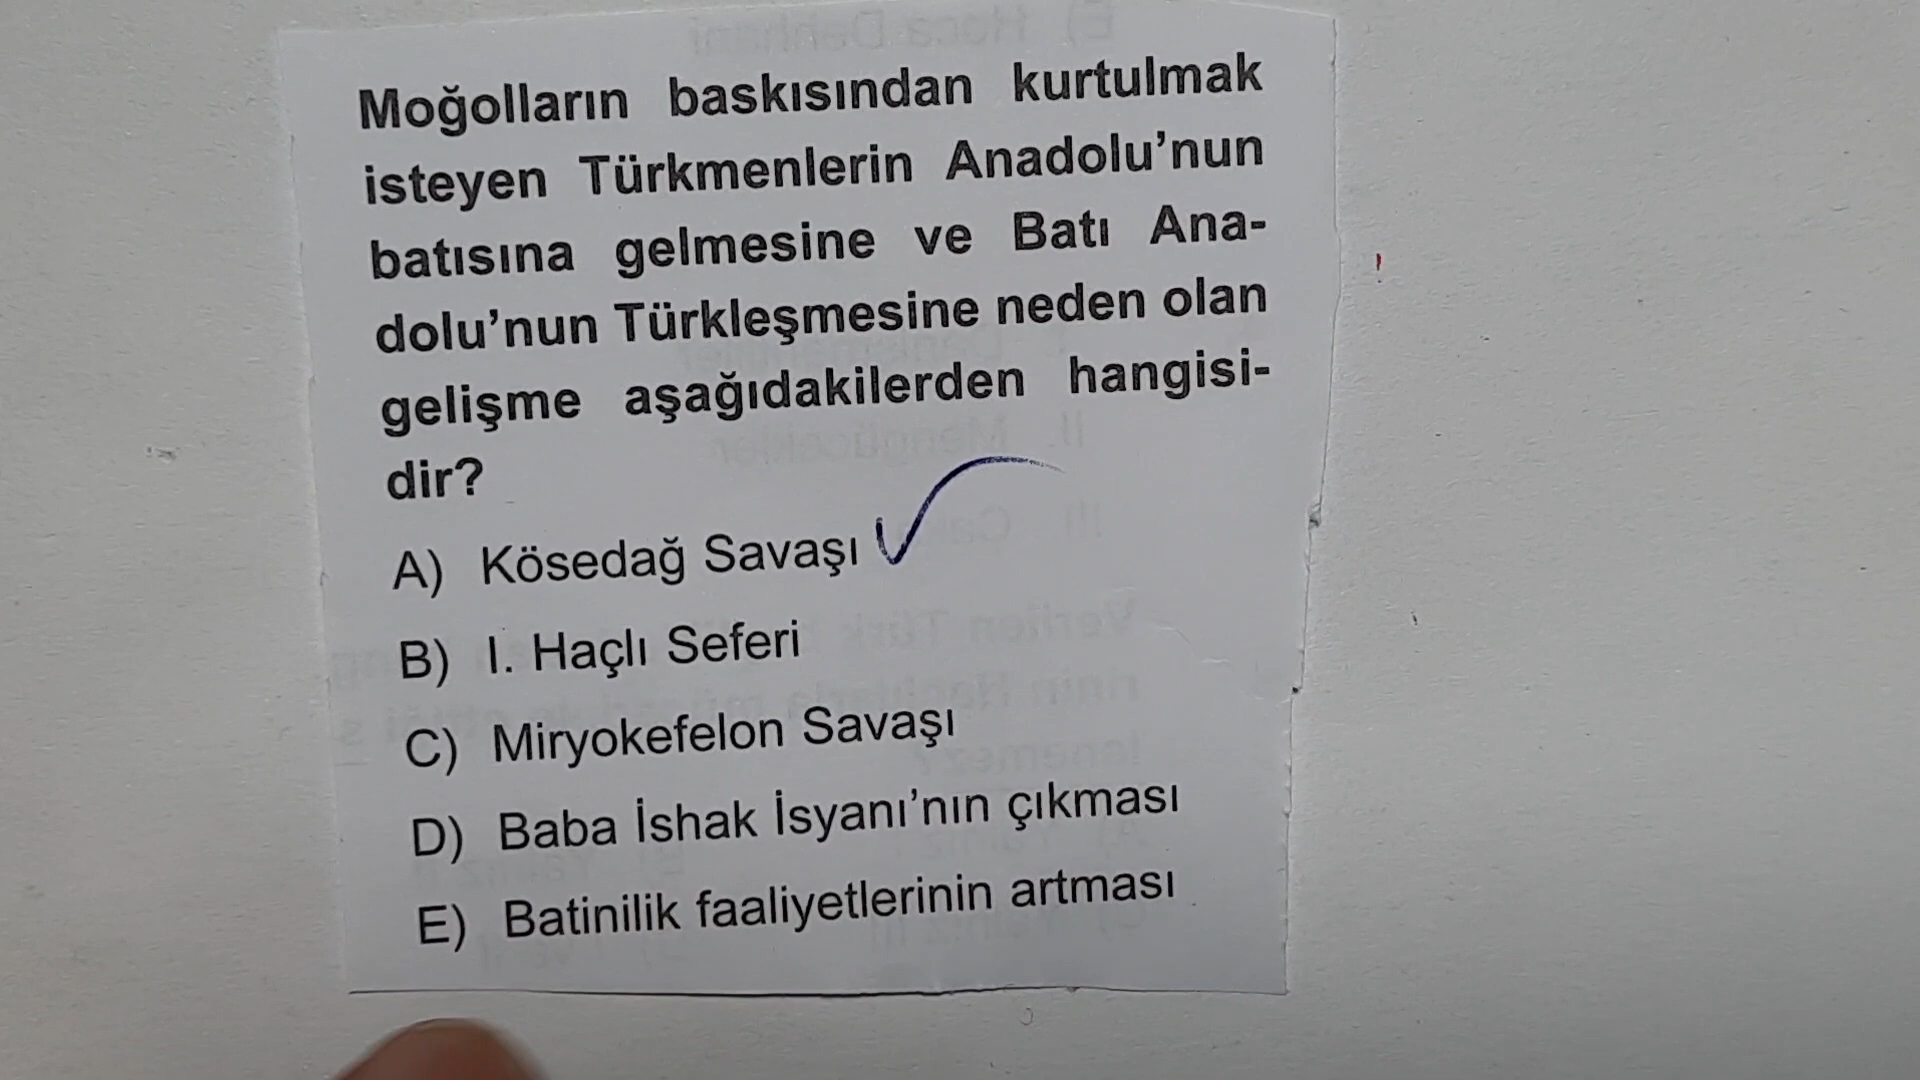 Moğolların baskısından kurtulmak
isteyen Türkmenlerin Anadolu'nun
batısına gelmesine ve Batı Ana-
dolu'nun Türkleşmesine neden olan
gelişme aşağıdakilerden hangisi-
dir?
A) Kösedağ Savaşı
B) I. Haçlı Seferi
C) Miryokefelon Savaşı
D) Baba İshak İsyanı'nın çıkması
E) Batinilik faaliyetlerinin artması